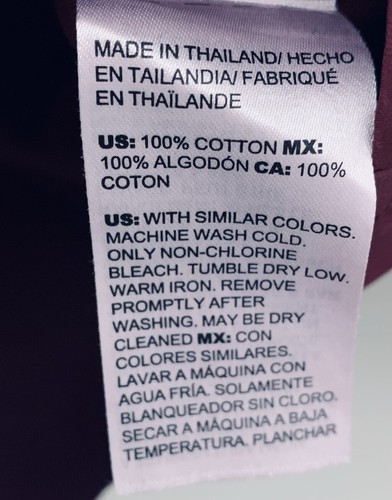 MADE IN THAILAND/ HECHO
EN TAILANDIA/ FABRIQUÉ
EN THAÏLANDE
US: 100% COTTON MX:
100% ALGODÓN CA: 100%
COTON
US: WITH SIMILAR COLORS.
MACHINE WASH COLD.
ONLY NON-CHLORINE
BLEACH. TUMBLE DRY LOW.
WARM IRON. REMOVE
PROMPTLY AFTER
WASHING. MAY BE DRY
CLEANED MX: CON
COLORES SIMILARES.
LAVAR A MÁQUINA CON
AGUA FRÍA. SOLAMENTE
BLANQUEADOR SIN CLORO.
SECAR A MÁQUINA A BAJA
TEMPERATURA. PLANCHAR